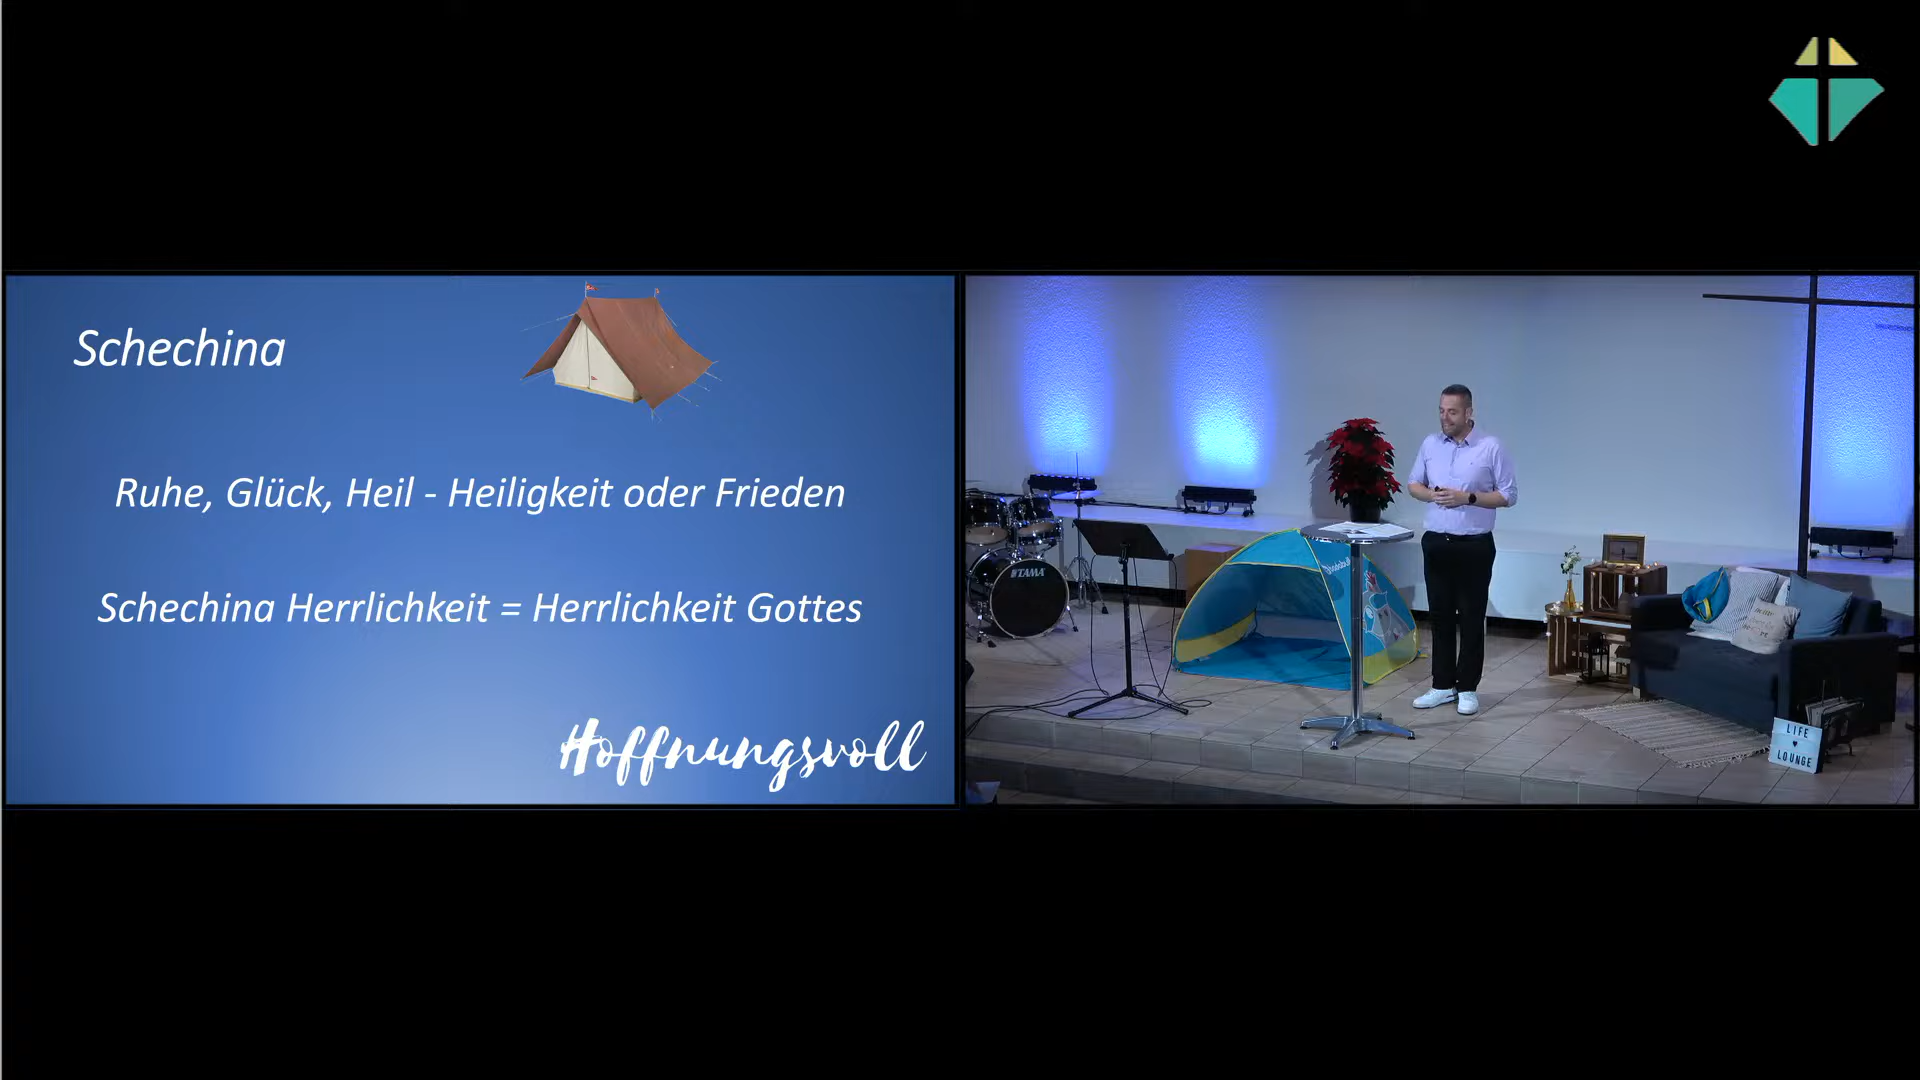 Schechina
Ruhe, Glück, Heil - Heiligkeit oder Frieden
Schechina Herrlichkeit = Herrlichkeit Gottes
Hoffnungsvoll
TAMA
LIFE
LOUNGE